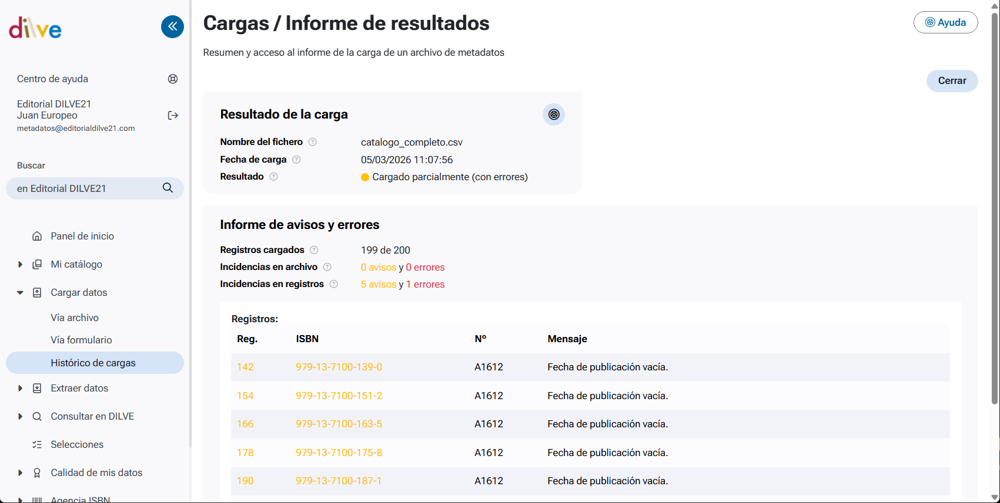 dilve
Centro de ayuda
Editorial DILVE21
Juan Europeo
metadatos@editorialdilve21.com
Buscar
en Editorial DILVE21
Panel de inicio
Mi catálogo
Cargar datos
Vía archivo
Vía formulario
Histórico de cargas
Extraer datos
Consultar en DILVE
Selecciones
Calidad de mis datos
Agencia ISBN
Cargas / Informe de resultados
Ayuda
Resumen y acceso al informe de la carga de un archivo de metadatos
Cerrar
Resultado de la carga
Nombre del fichero ? catalogo_completo.csv
Fecha de carga ? 05/03/2026 11:07:56
Resultado ? Cargado parcialmente (con errores)
Informe de avisos y errores
Registros cargados ? 199 de 200
Incidencias en archivo ? 0 avisos y 0 errores
Incidencias en registros ? 5 avisos y 1 errores
Registros:
Reg. ISBN Nº Mensaje
142 979-13-7100-139-0 A1612 Fecha de publicación vacía.
154 979-13-7100-151-2 A1612 Fecha de publicación vacía.
166 979-13-7100-163-5 A1612 Fecha de publicación vacía.
178 979-13-7100-175-8 A1612 Fecha de publicación vacía.
190 979-13-7100-187-1 A1612 Fecha de publicación vacía.